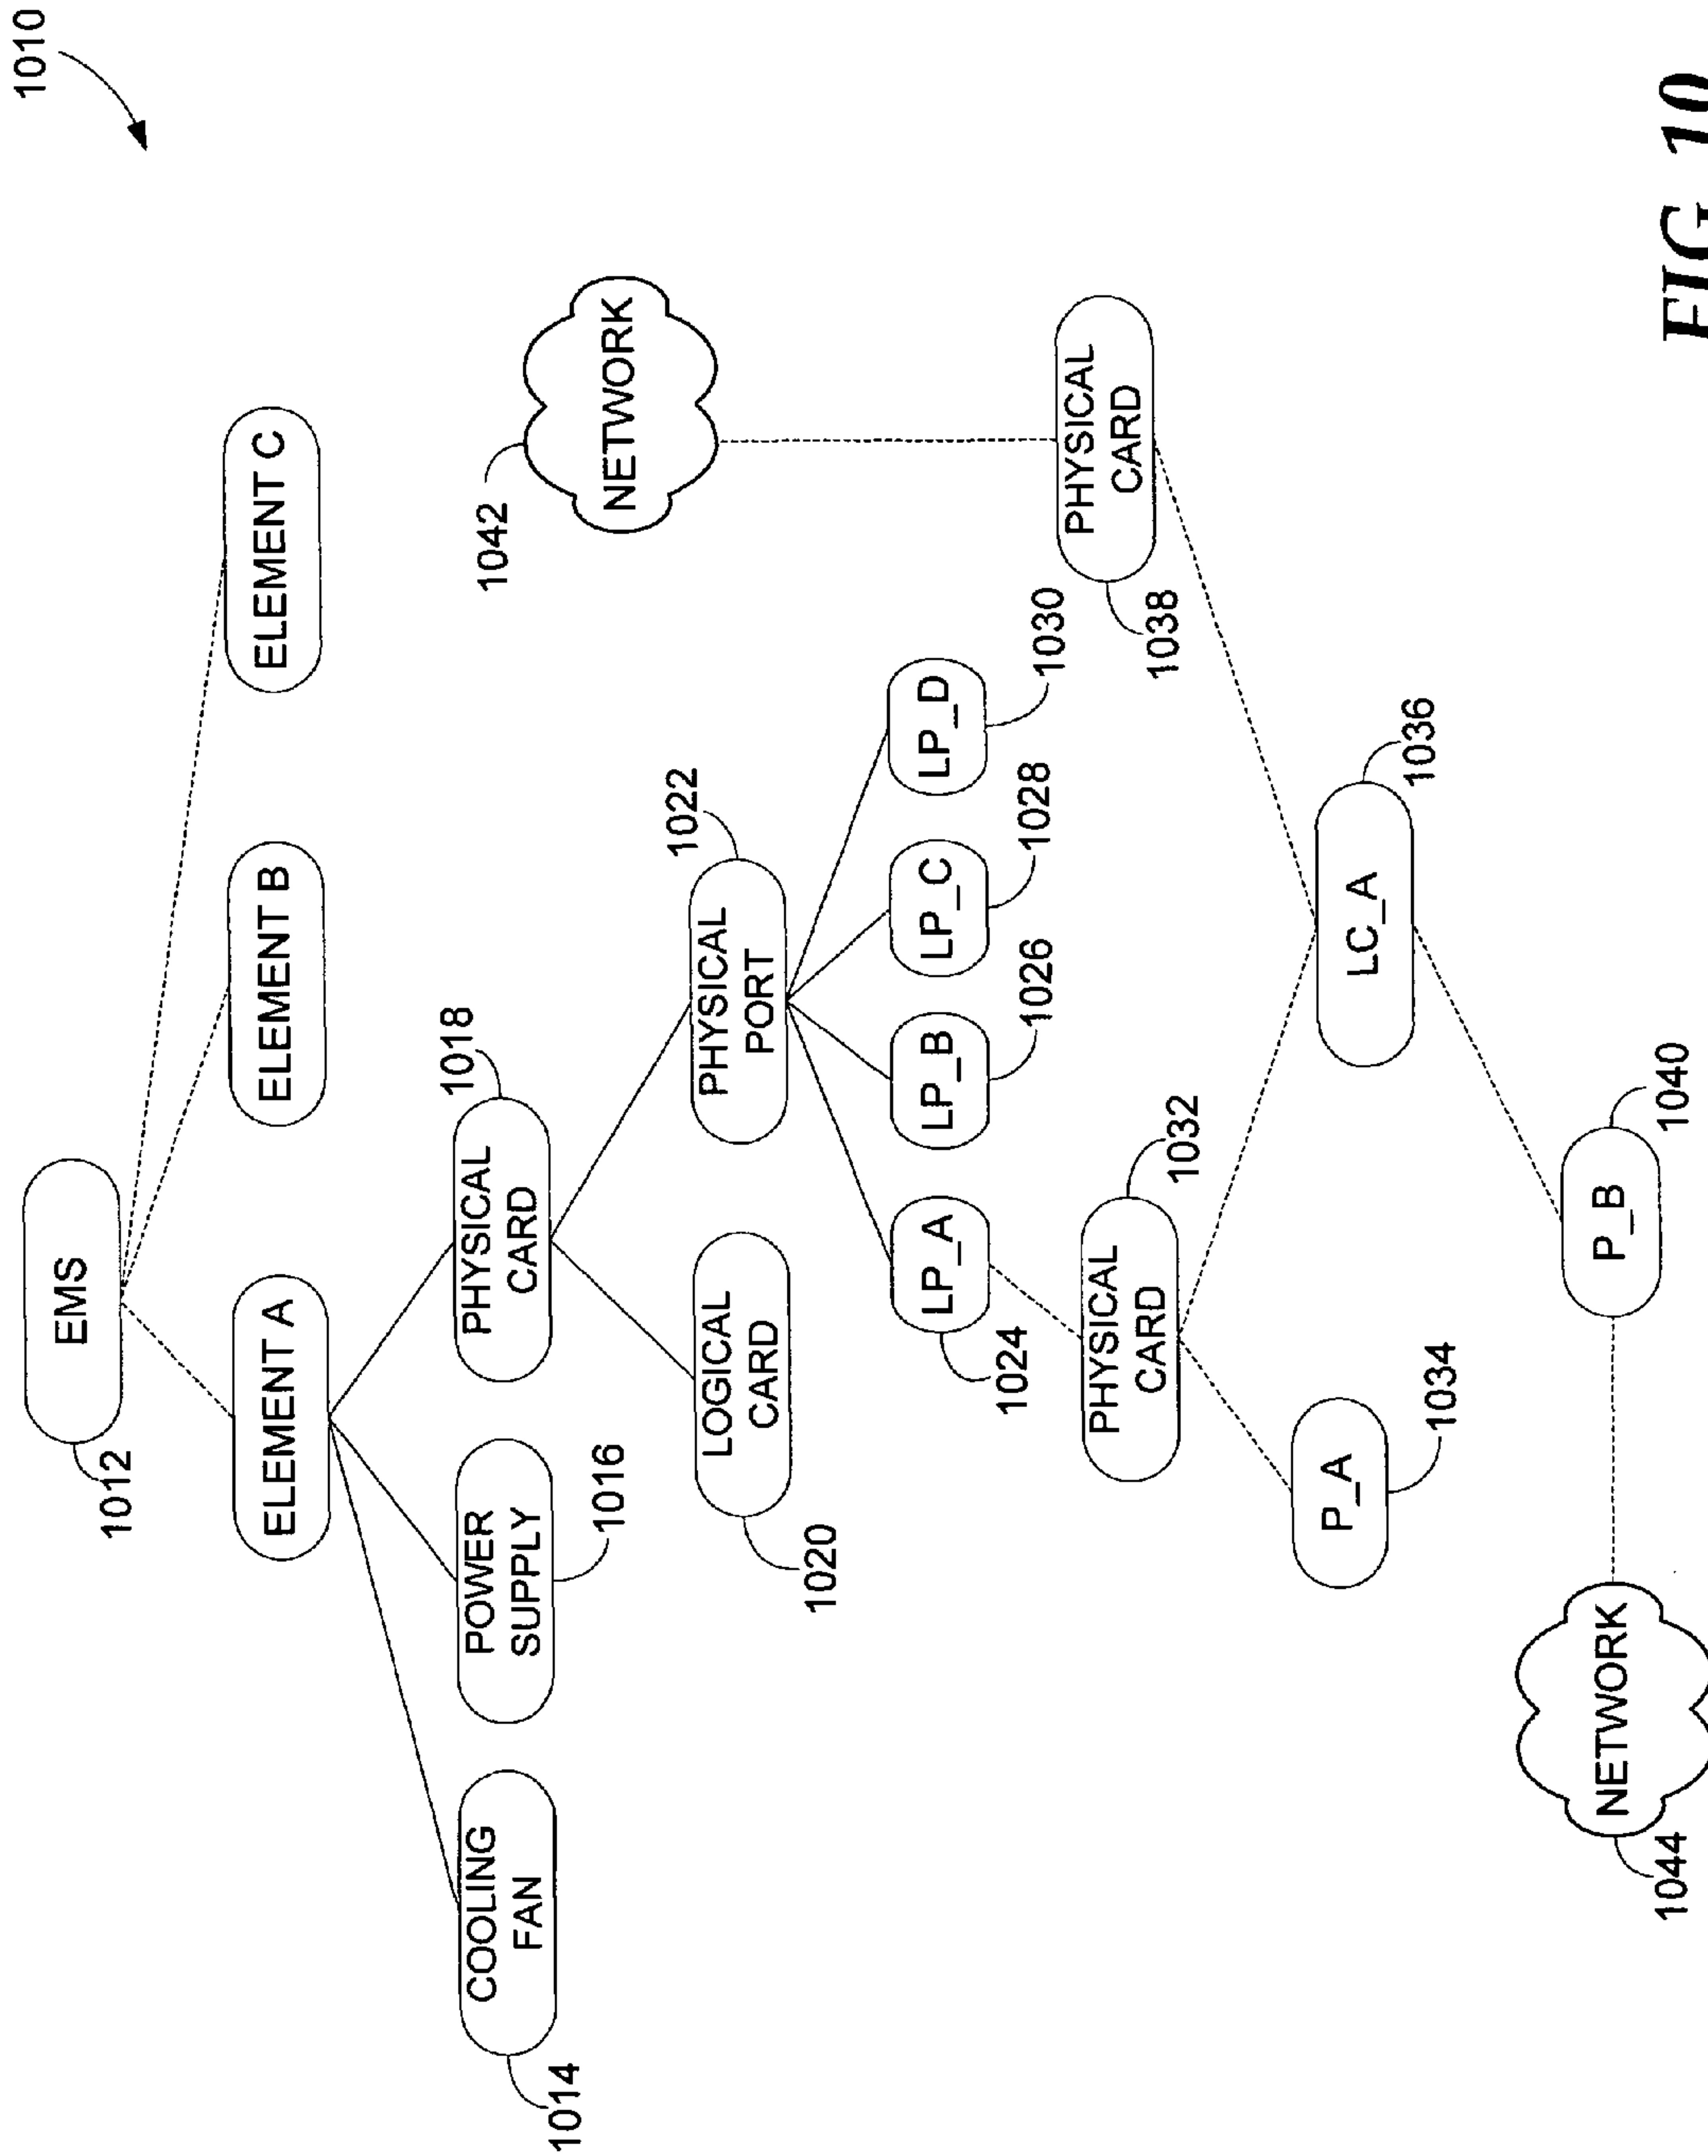 1010
EMS
1012
ELEMENT A
ELEMENT B
ELEMENT C
COOLING
FAN
1014
POWER
SUPPLY
1016
PHYSICAL
CARD
1018
NETWORK
1042
LOGICAL
CARD
1020
PHYSICAL
PORT
1022
LP_A
1024
LP_B
1026
LP_C
1028
LP_D
1030
PHYSICAL
CARD
1032
PHYSICAL
CARD
1038
P_A
1034
LC_A
1036
P_B
1040
NETWORK
1044
FIG. 10